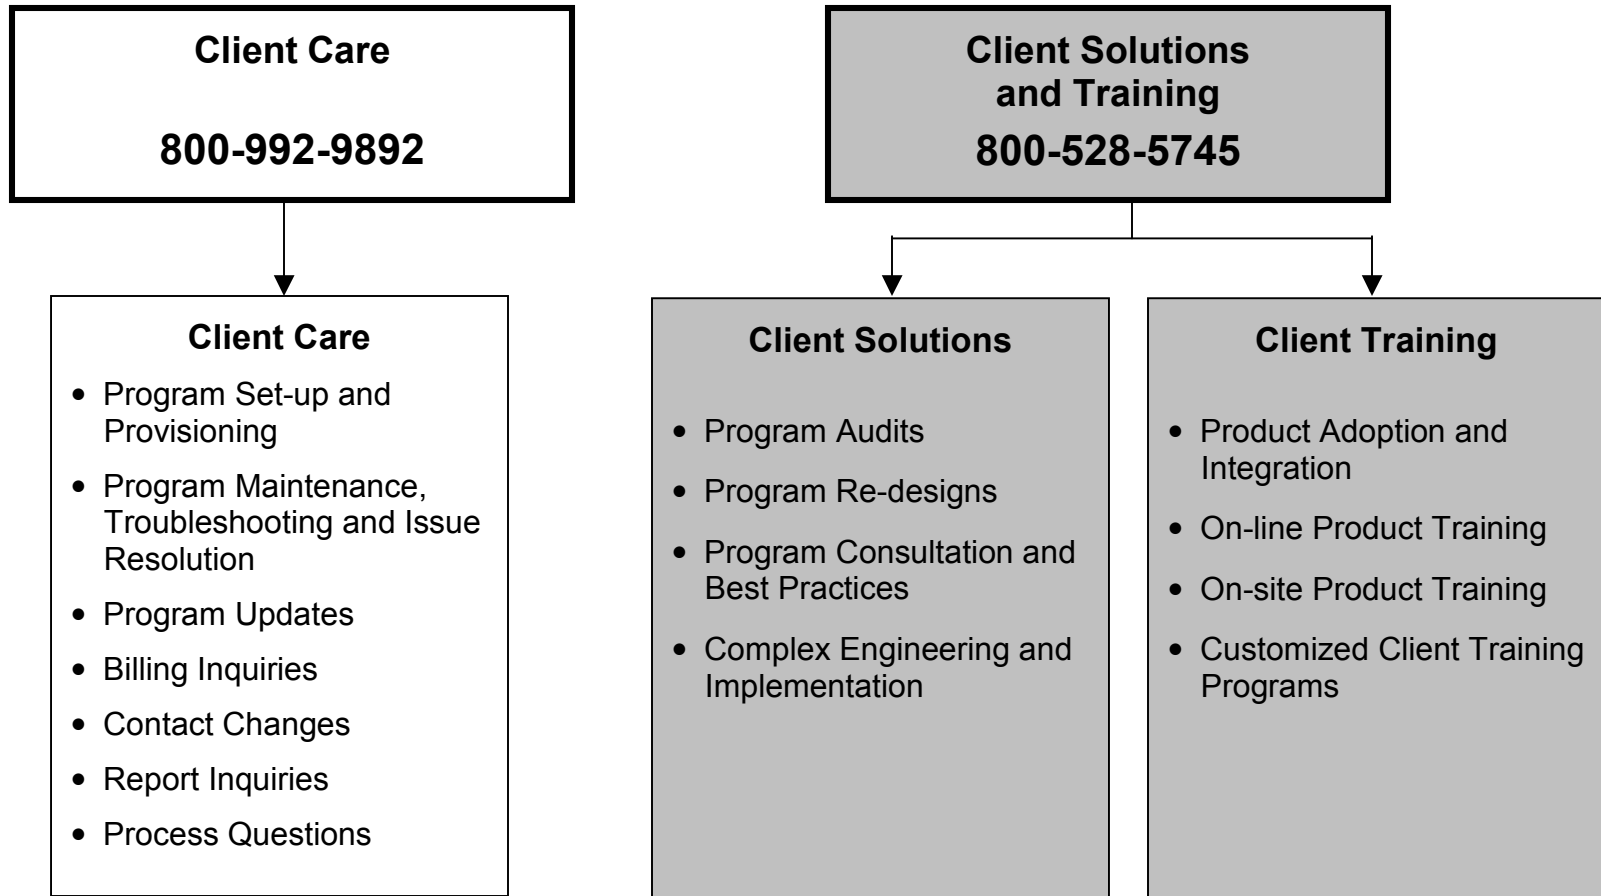 Client Care
800-992-9892
Client Solutions
and Training
800-528-5745
Client Care
• Program Set-up and
Provisioning
• Program Maintenance,
Troubleshooting and Issue
Resolution
• Program Updates
• Billing Inquiries
• Contact Changes
• Report Inquiries
• Process Questions
Client Solutions
• Program Audits
• Program Re-designs
• Program Consultation and
Best Practices
• Complex Engineering and
Implementation
Client Training
• Product Adoption and
Integration
• On-line Product Training
• On-site Product Training
• Customized Client Training
Programs